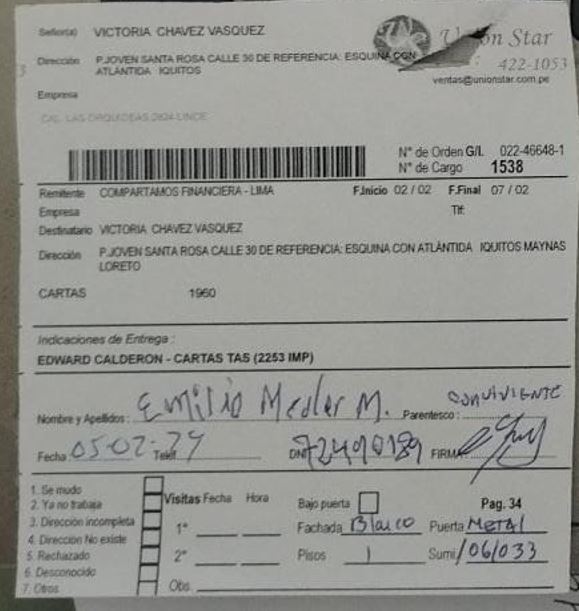 Señor(a) VICTORIA CHAVEZ VASQUEZ
Union Star
Dirección P.JOVEN SANTA ROSA CALLE 30 DE REFERENCIA: ESQUINA CON
ATLÁNTIDA IQUITOS
422-1053
ventas@unionstar.com.pe
Empresa
CAL. LAS ORQUIDEAS 2624 LINCE
N° de Orden G/L 022-46648-1
N° de Cargo 1538
Remitente COMPARTAMOS FINANCIERA - LIMA F.Inicio 02 / 02 F.Final 07 / 02
Empresa Tlf:
Destinatario VICTORIA CHAVEZ VASQUEZ
Dirección P.JOVEN SANTA ROSA CALLE 30 DE REFERENCIA: ESQUINA CON ATLÁNTIDA IQUITOS MAYNAS
LORETO
CARTAS 1960
Indicaciones de Entrega :
EDWARD CALDERON - CARTAS TAS (2253 IMP)
Nombre y Apellidos : Emilio M. Parentesco : CONVIVIENTE
Fecha 05-02-24 Telef. DNI 72490189 FIRMA
1. Se mudo
2. Ya no trabaja
3. Dirección incompleta
4. Dirección No existe
5. Rechazado
6. Desconocido
7. Otros
Visitas Fecha Hora Bajo puerta Pag. 34
1° Fachada Blanco Puerta METAL
2° Pisos 1 Sumi /06/033
Obs